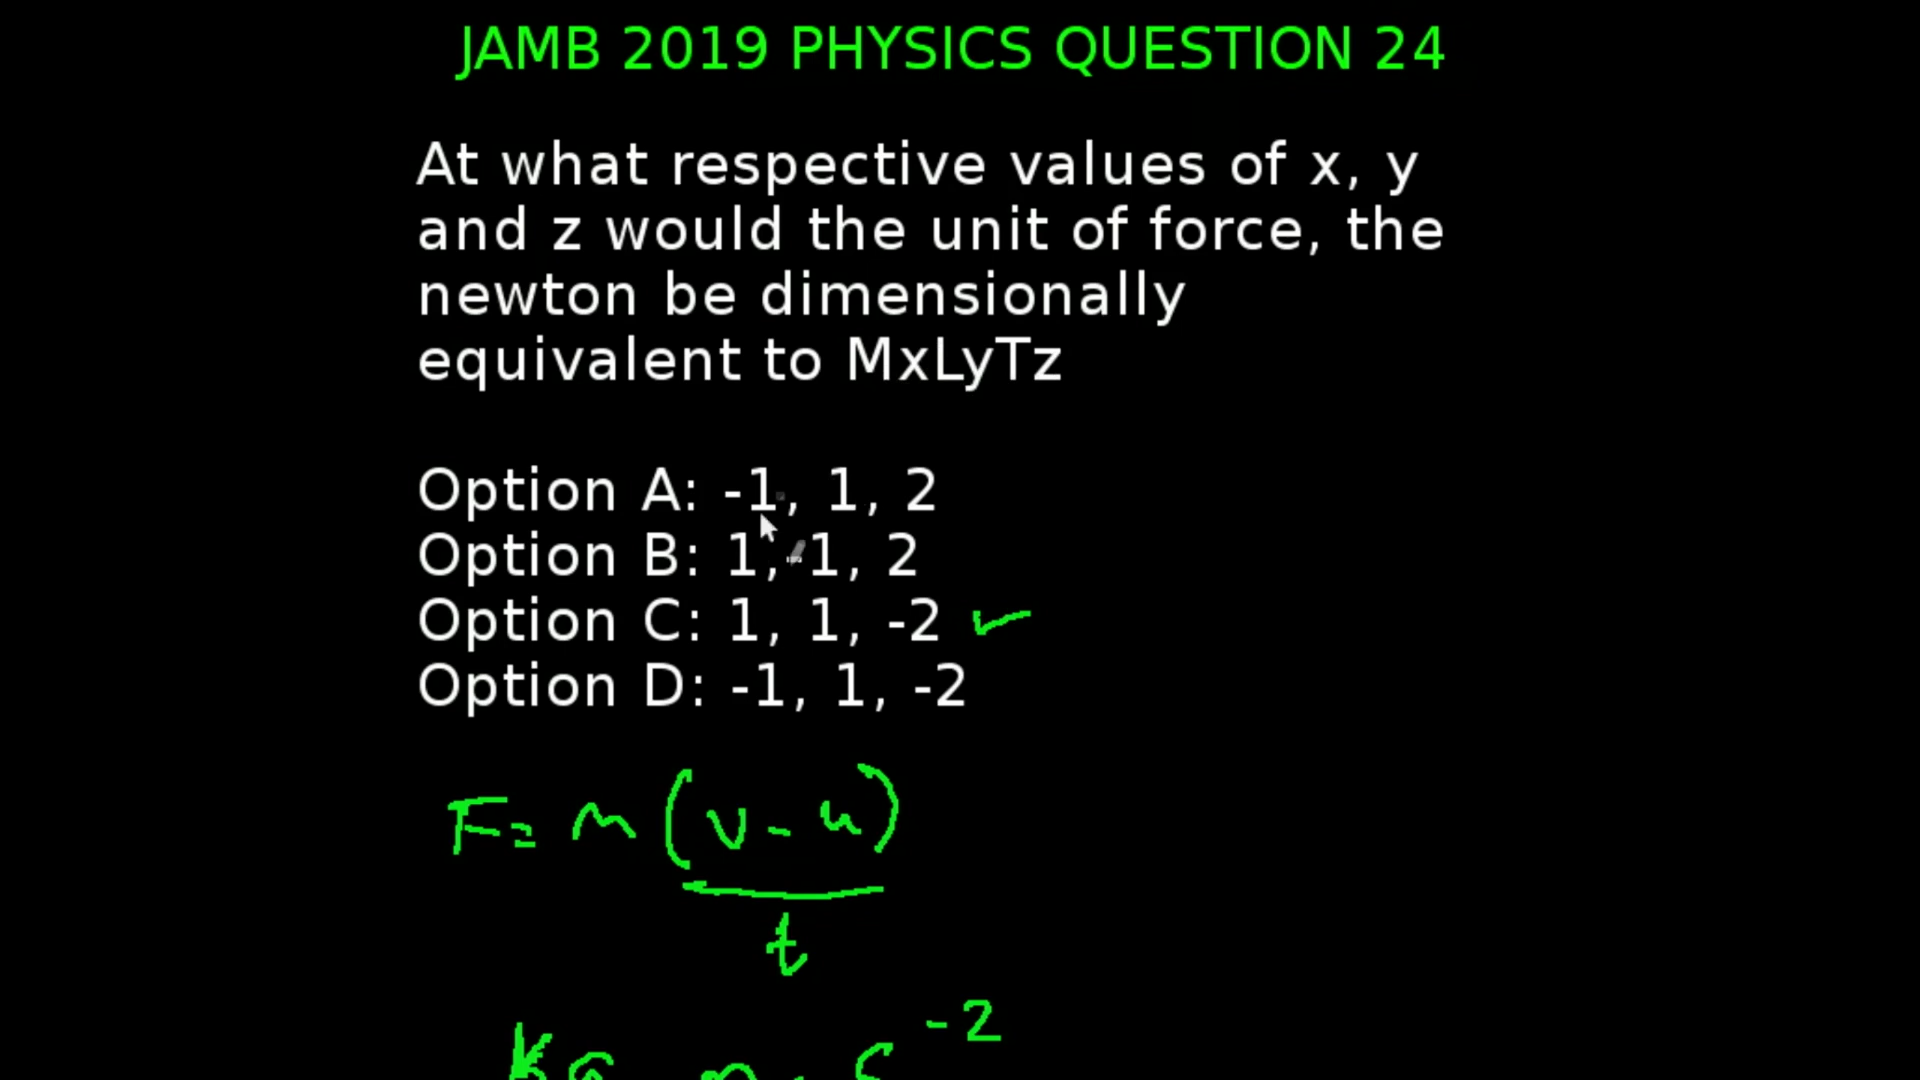 JAMB 2019 PHYSICS QUESTION 24
At what respective values of x, y
and z would the unit of force, the
newton be dimensionally
equivalent to MxLyTz
Option A: -1, 1, 2
Option B: 1,-1, 2
Option C: 1, 1, -2 ✓
Option D: -1, 1, -2
F= m (v - u)
t
Kg m . s -2